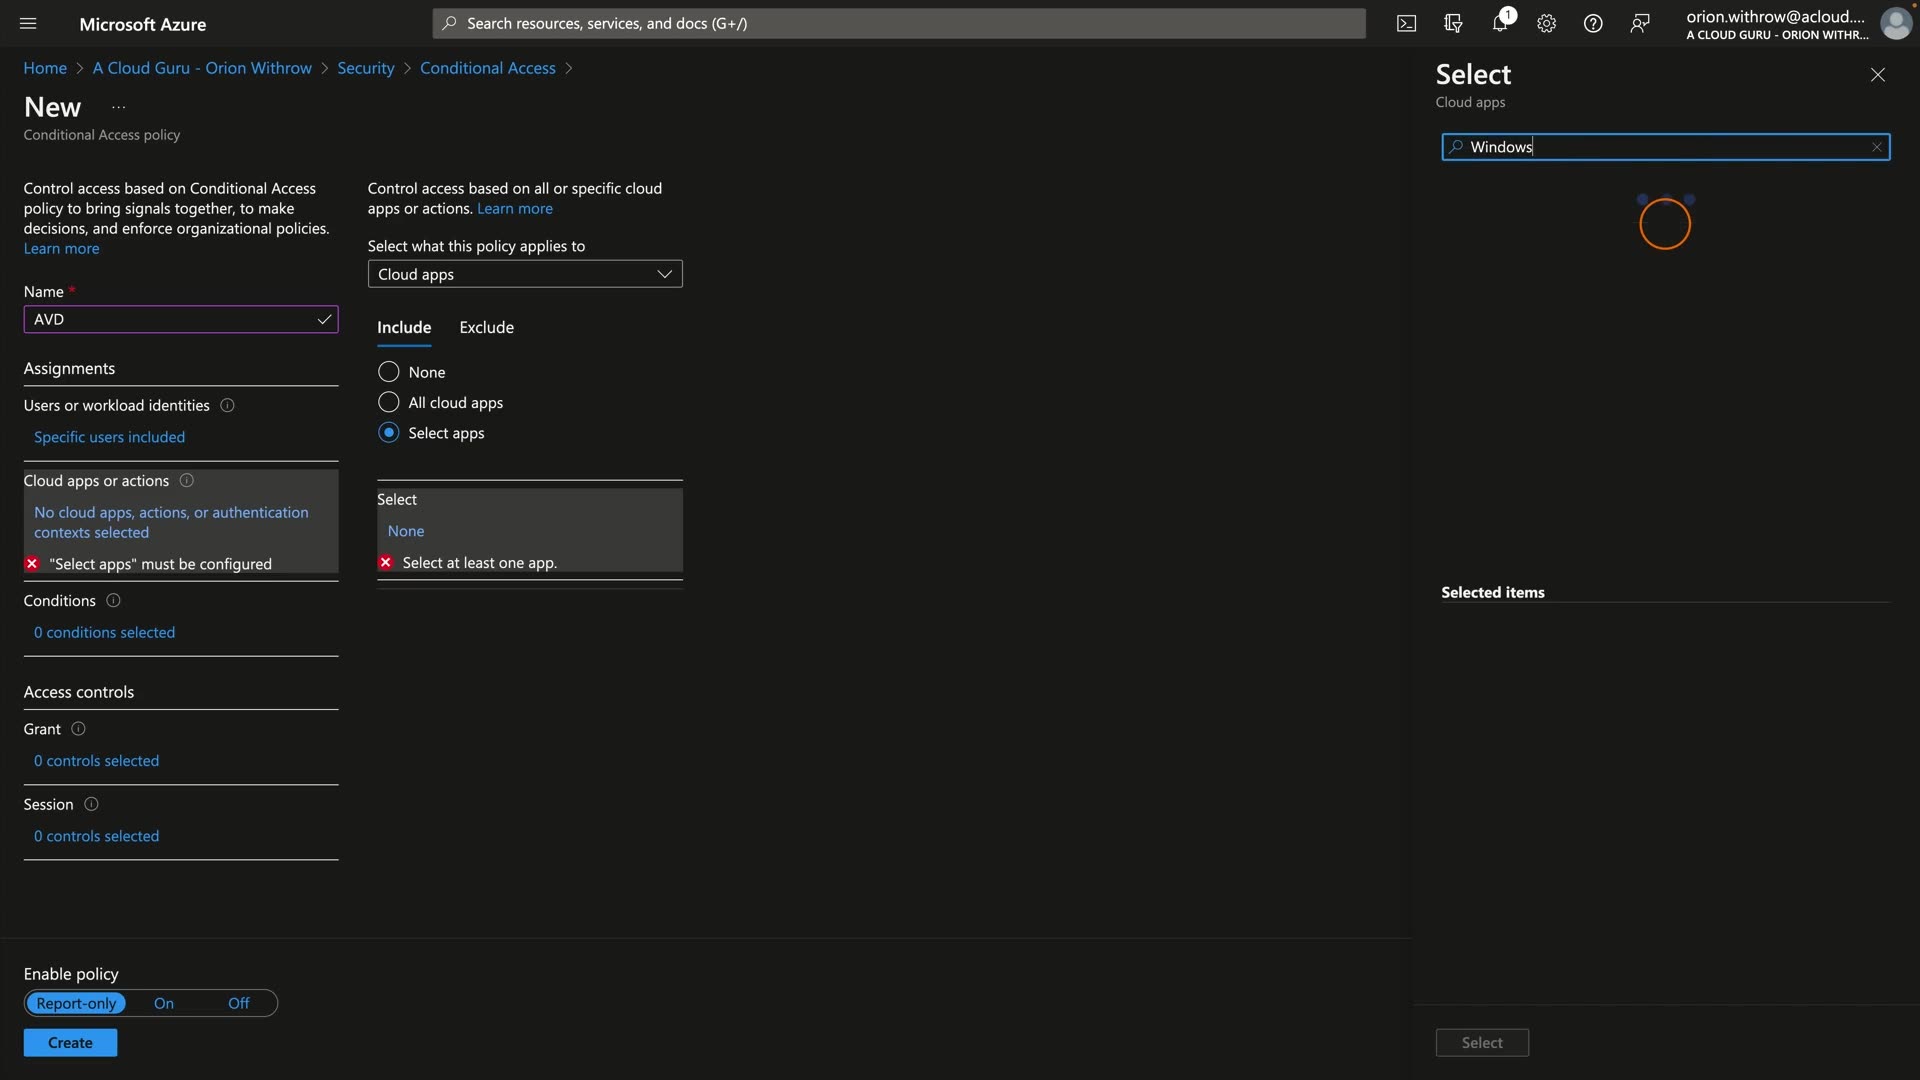 Microsoft Azure
Search resources, services, and docs (G+/)
1
orion.withrow@acloud....
A CLOUD GURU - ORION WITHR...
Home > A Cloud Guru - Orion Withrow > Security > Conditional Access >
New ...
Conditional Access policy
Control access based on Conditional Access
policy to bring signals together, to make
decisions, and enforce organizational policies.
Learn more
Name *
AVD
Assignments
Users or workload identities
Specific users included
Cloud apps or actions
No cloud apps, actions, or authentication
contexts selected
"Select apps" must be configured
Conditions
0 conditions selected
Access controls
Grant
0 controls selected
Session
0 controls selected
Enable policy
Report-only On Off
Create
Control access based on all or specific cloud
apps or actions. Learn more
Select what this policy applies to
Cloud apps
Include Exclude
None
All cloud apps
Select apps
Select
None
Select at least one app.
Select
Cloud apps
Windows
Selected items
Select